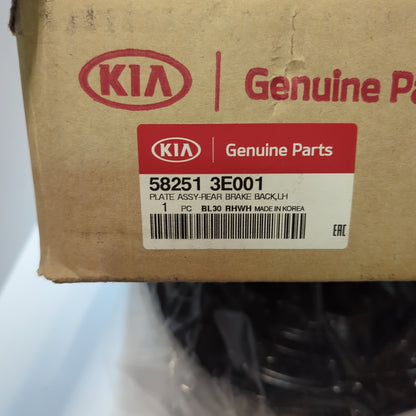 KIA Genuine Pa
KIA Genuine Parts
58251 3E001
PLATE ASSY-REAR BRAKE BACK,LH
1 PC BL30 RHWH MADE IN KOREA
EAC